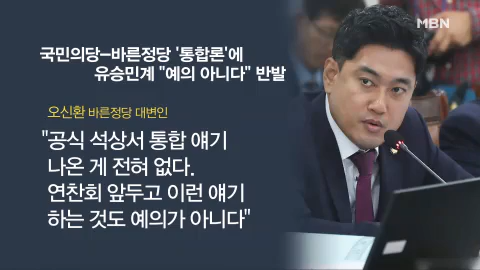 MBN
국민의당-바른정당 '통합론'에
유승민계 "예의 아니다" 반발
오신환 바른정당 대변인
"공식 석상서 통합 얘기
나온 게 전혀 없다.
연찬회 앞두고 이런 얘기
하는 것도 예의가 아니다"